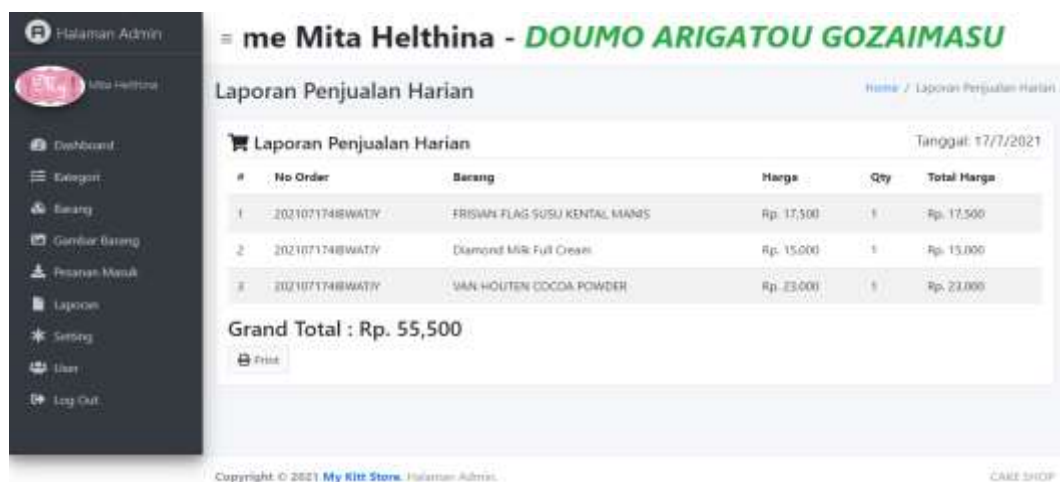 Halaman Admin
≡ me Mita Helthina - DOUMO ARIGATOU GOZAIMASU
Mita Helthina
Laporan Penjualan Harian
Home / Laporan Penjualan Harian
Dashboard
Kategori
Barang
Gambar Barang
Pesanan Masuk
Laporan
Setting
User
Log Out
Laporan Penjualan Harian
Tanggal: 17/7/2021
# No Order Barang Harga Qty Total Harga
1 FRISIAN FLAG SUSU KENTAL MANIS Rp. 17,500 1 Rp. 17,500
2 Diamond Milk Full Cream Rp. 15,000 1 Rp. 15,000
3 VAN HOUTEN COCOA POWDER Rp. 23,000 1 Rp. 23,000
Grand Total : Rp. 55,500
Print
Copyright © 2021 My Kitt Store. Halaman Admin.
CAKE SHOP